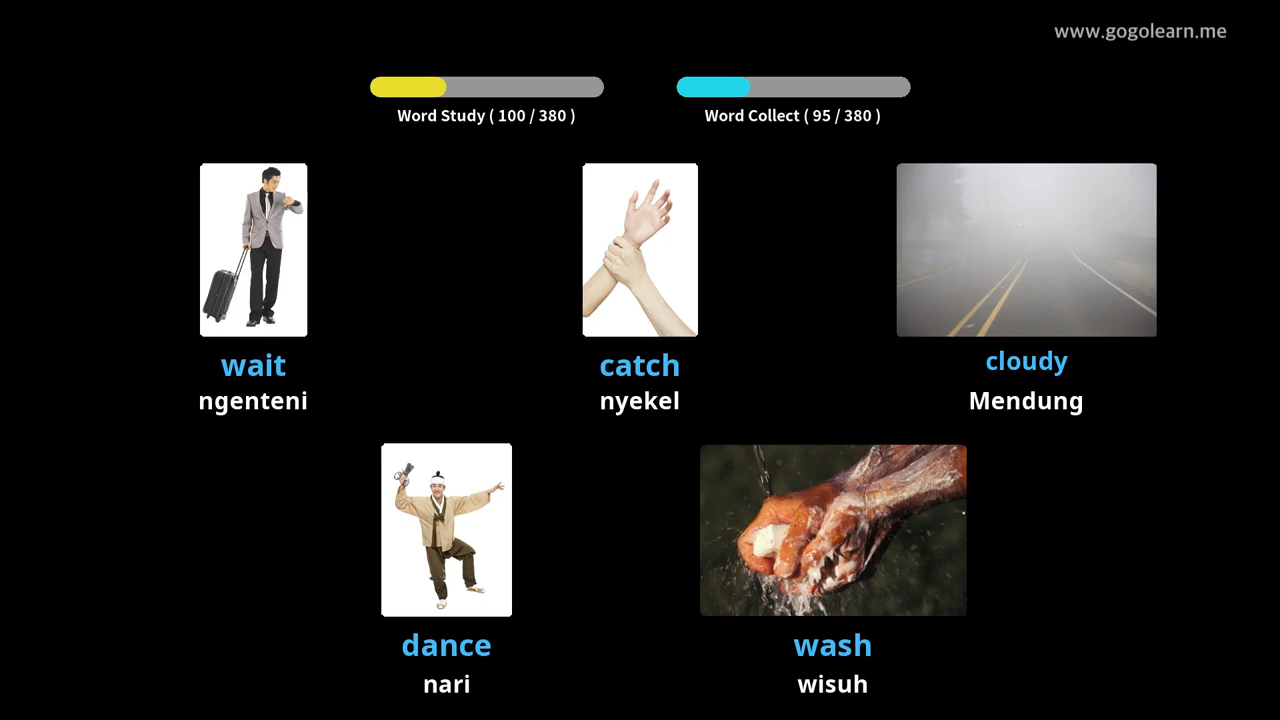 www.gogolearn.me
Word Study ( 100 / 380 )
Word Collect ( 95 / 380 )
wait
ngenteni
catch
nyekel
cloudy
Mendung
dance
nari
wash
wisuh